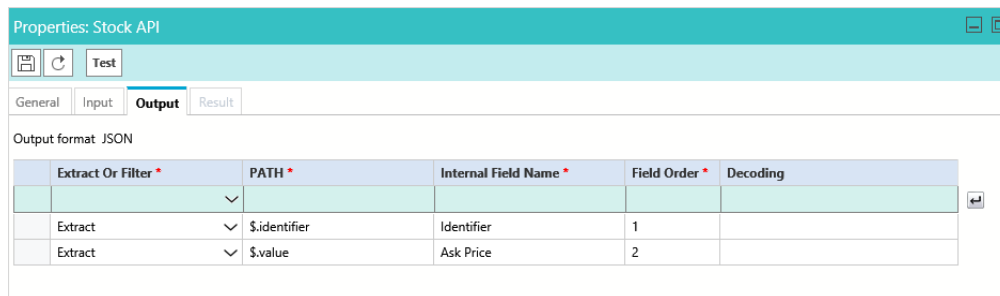 Properties: Stock API
Test
General Input Output Result
Output format JSON
Extract Or Filter * PATH * Internal Field Name * Field Order * Decoding
Extract $.identifier Identifier 1
Extract $.value Ask Price 2